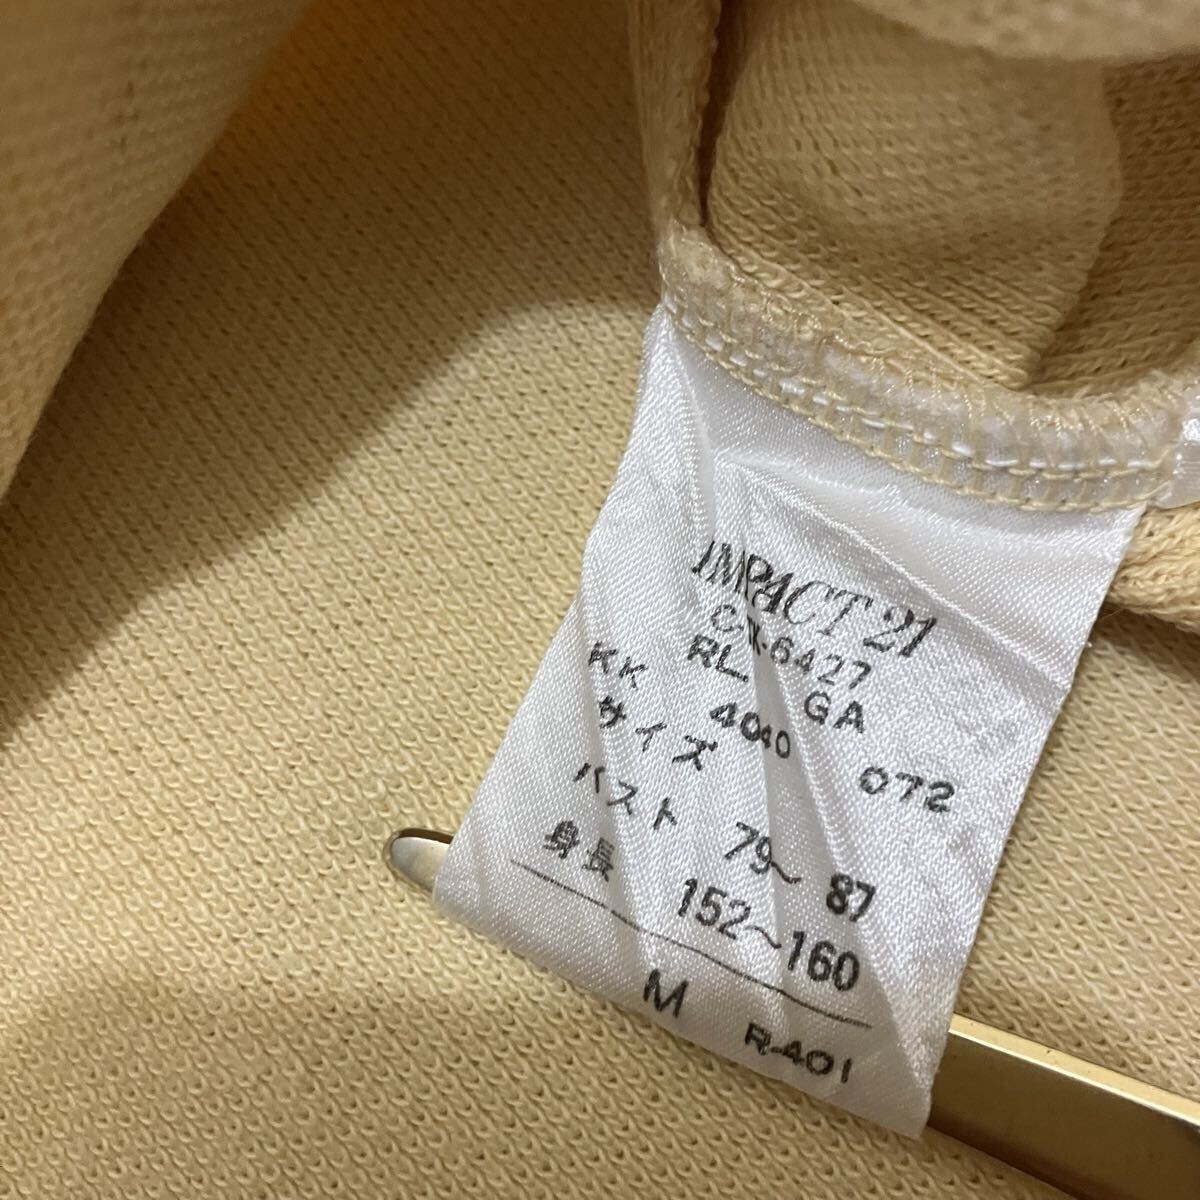 IMPACT 21
CR-6427
RL GA
KK 4040 072
サイズ
バスト 79~ 87
身長 152~160
M R-401